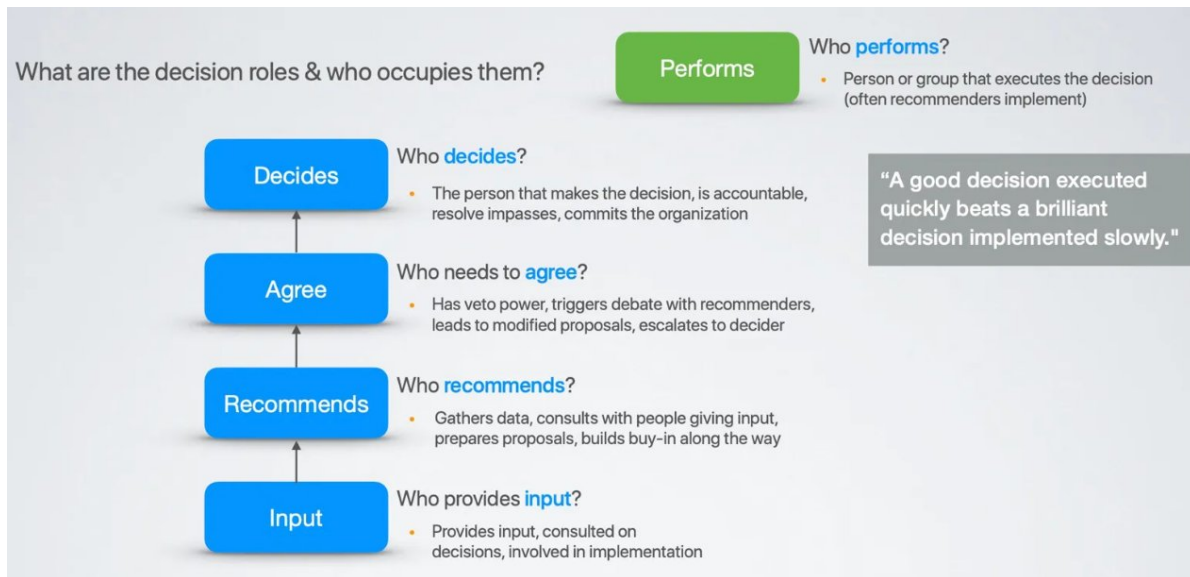 What are the decision roles & who occupies them?
Performs
Who performs?
• Person or group that executes the decision
(often recommenders implement)
Decides
Who decides?
• The person that makes the decision, is accountable,
resolve impasses, commits the organization
"A good decision executed
quickly beats a brilliant
decision implemented slowly."
Agree
Who needs to agree?
• Has veto power, triggers debate with recommenders,
leads to modified proposals, escalates to decider
Recommends
Who recommends?
• Gathers data, consults with people giving input,
prepares proposals, builds buy-in along the way
Input
Who provides input?
• Provides input, consulted on
decisions, involved in implementation